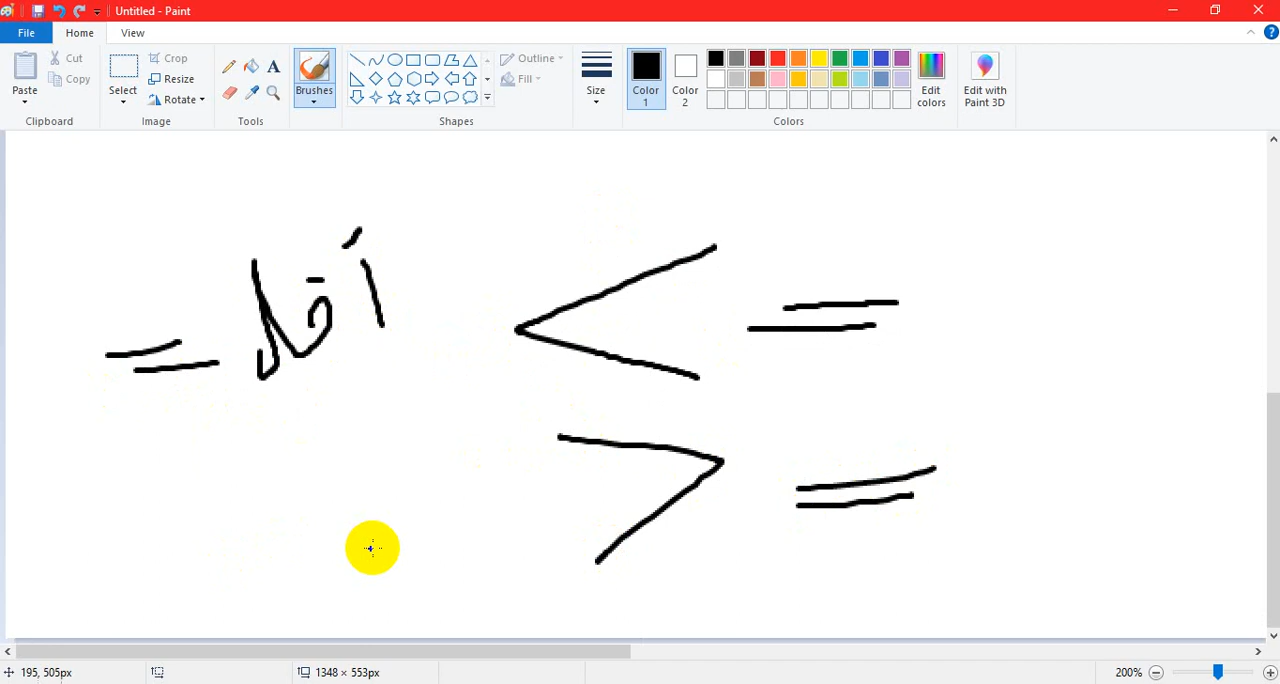 Untitled - Paint
File Home View
Paste Cut Copy Select Crop Resize Rotate Brushes Outline Fill Size Color 1 Color 2 Edit colors Edit with Paint 3D
Clipboard Image Tools Shapes Colors
< = أقل =
> =
195, 505px 1348 × 553px 200%